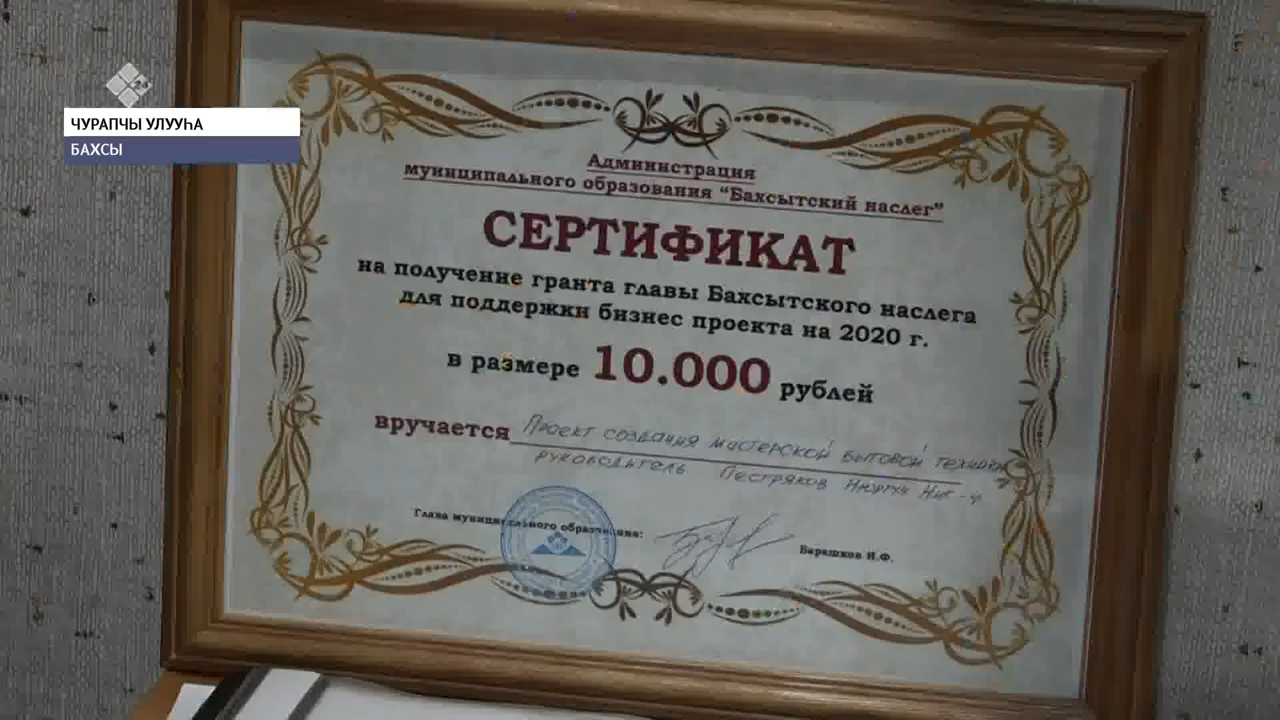 24
ЧУРАПЧЫ УЛУУҺА
БАХСЫ
Администрация
муниципального образования “Бахсытский наслег”
СЕРТИФИКАТ
на получение гранта главы Бахсытского наслега
для поддержки бизнес проекта на 2020 г.
в размере 10.000 рублей
вручается Проект создания мастерской бытовой техники
руководитель Пестряков Нюргун Ник-ч
Глава муниципального образования:
Барашков И.Ф.